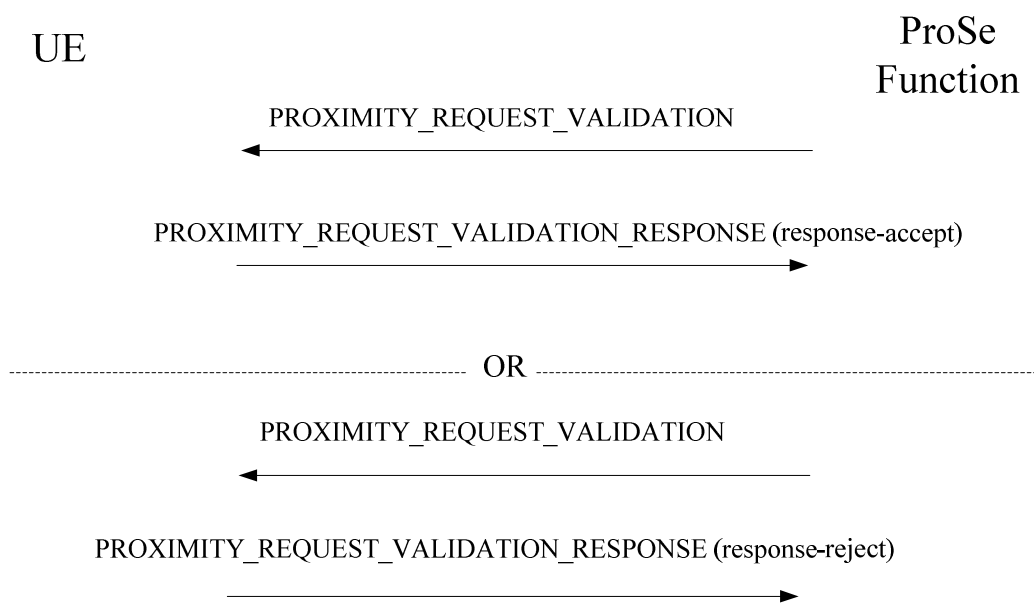 UE
ProSe
Function
PROXIMITY_REQUEST_VALIDATION
PROXIMITY_REQUEST_VALIDATION_RESPONSE (response-accept)
OR
PROXIMITY_REQUEST_VALIDATION
PROXIMITY_REQUEST_VALIDATION_RESPONSE (response-reject)